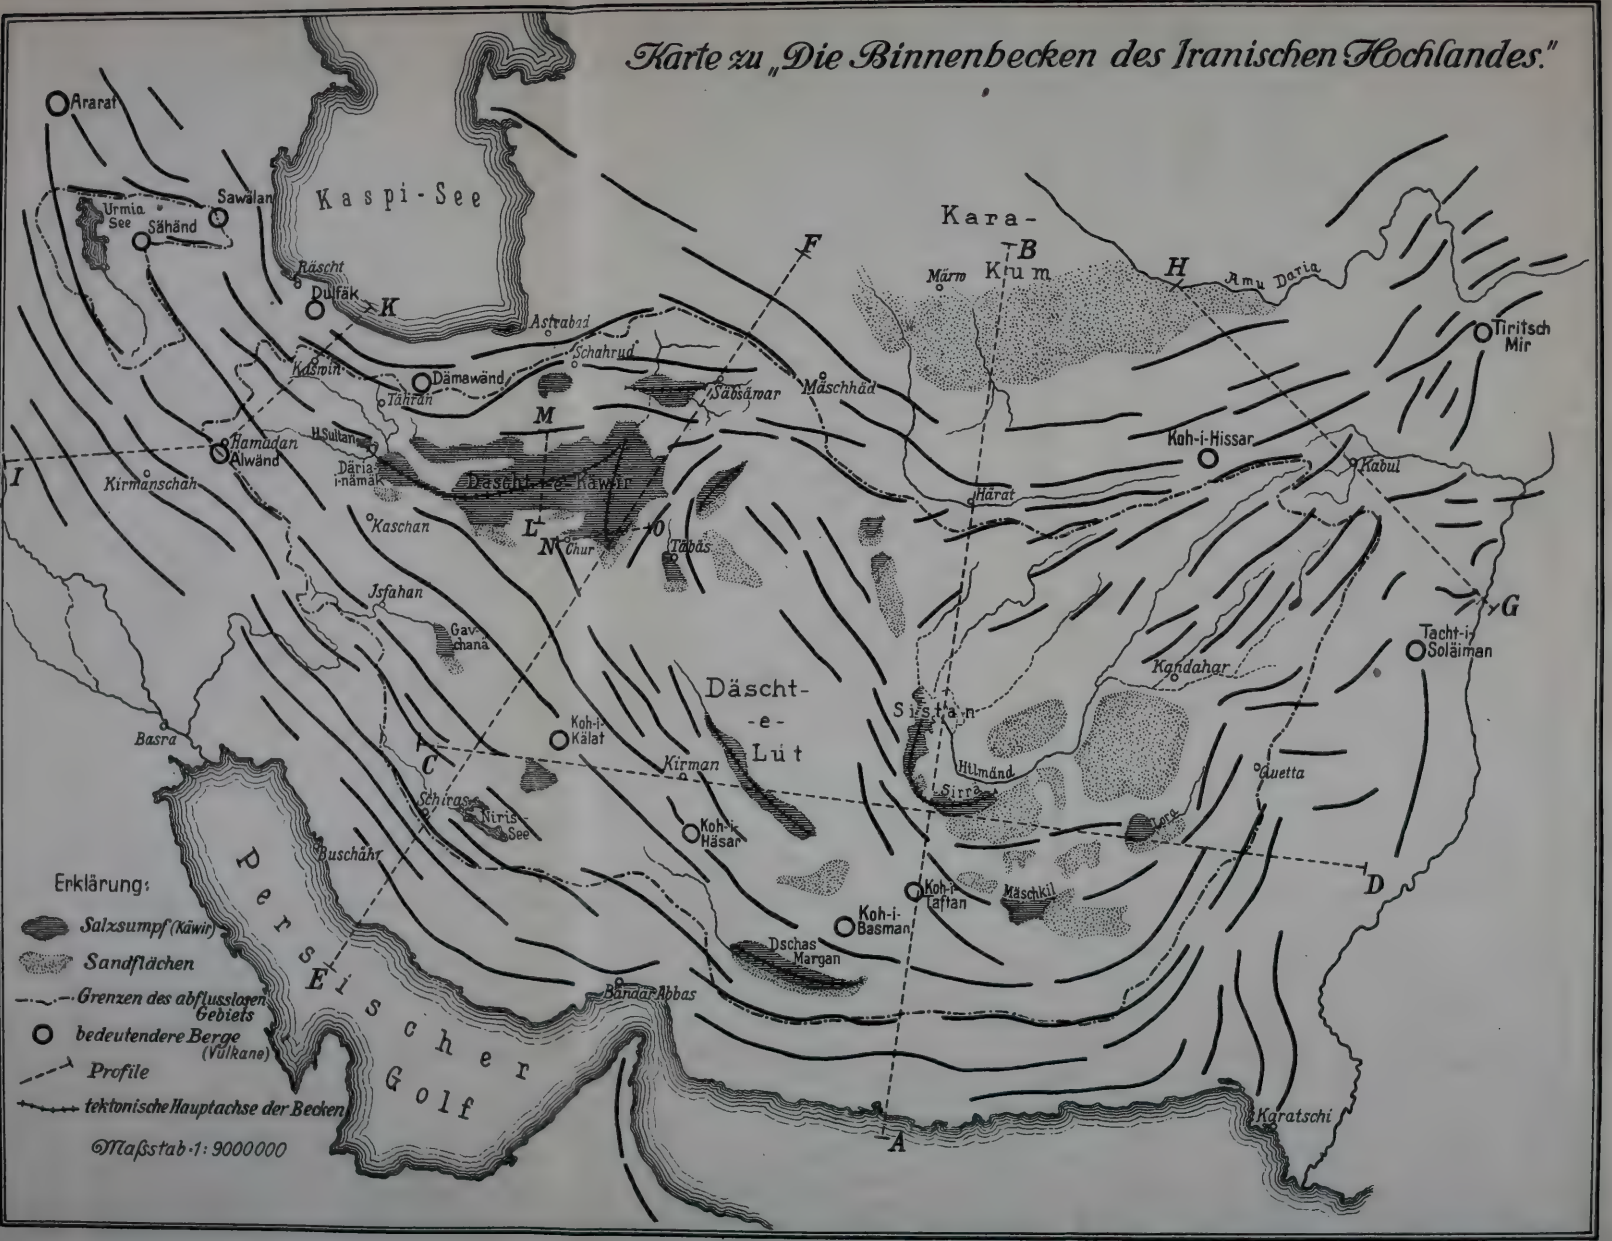 Karte zu „Die Binnenbecken des Iranischen Hochlandes."
Ararat
Kaspi-See
Sawälan
Urmia
See
Sähänd
Räscht
Dulfäk
K
F
Kara-
B
Kum
Märw
H
Amu Daria
Tiritsch
Mir
Astrabad
Schahrud
Kaswin
Dämawänd
Tähran
Säbsäwar
Mäschhäd
M
Hamadan
Alwänd
H.Sultan
Däria-
i-nämäk
Däscht-e-Käwir
Koh-i-Hissar
Kabul
I
Kirmanschah
Kaschan
L
N
Chur
O
Täbäs
Härat
Isfahan
Gav-
chana
G
Tacht-i-
Soläiman
Kandahar
Däscht-
-e-
Lut
Sistan
Basra
Koh-i-
Kälat
C
Kirman
Hilmänd
Sirra
Quetta
Schiras
Niris-
See
Koh-i-
Häsar
Lora
Buschähr
D
Erklärung:
Salzsumpf (Käwir)
Sandflächen
Grenzen des abflusslosen
Gebiets
bedeutendere Berge
(Vulkane)
Profile
tektonische Hauptachse der Becken
Maßstab 1:9000000
Persischer
Golf
E
Koh-i-
Taftan
Mäschkil
Koh-i-
Basman
Dschas
Margan
Bändar Abbas
A
Karatschi